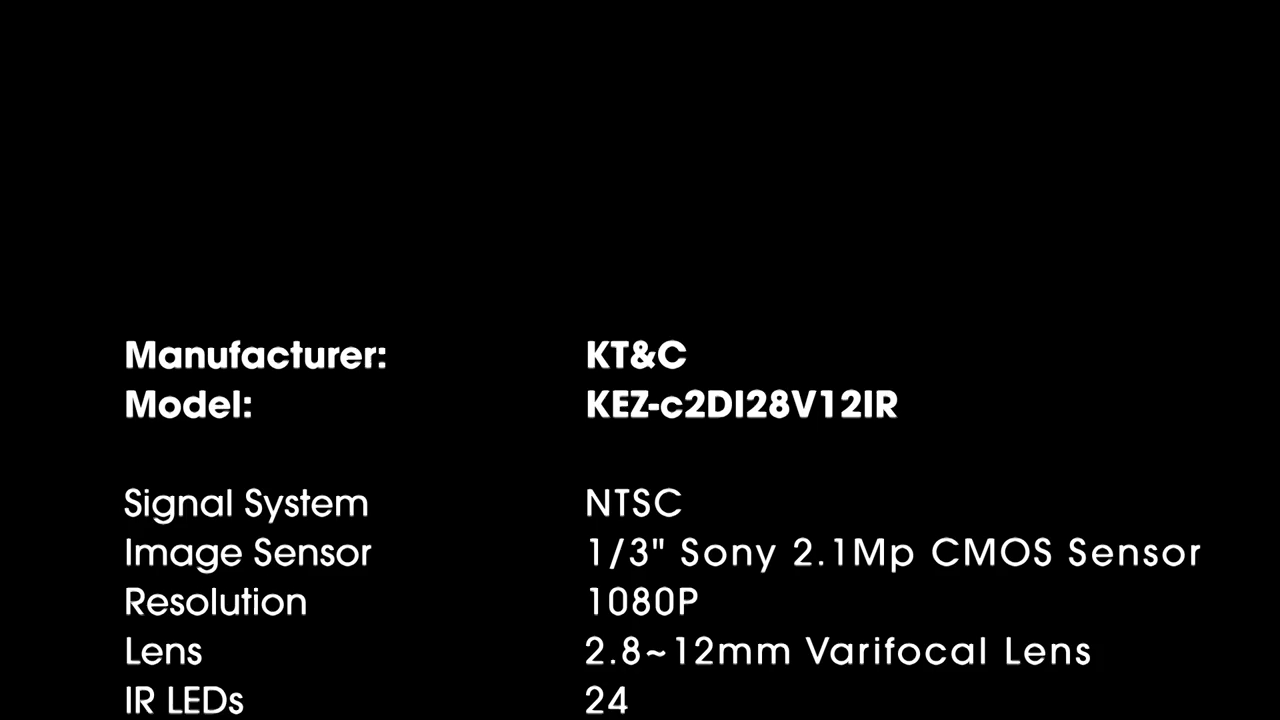 Manufacturer: KT&C
Model: KEZ-c2DI28V12IR
Signal System NTSC
Image Sensor 1/3" Sony 2.1Mp CMOS Sensor
Resolution 1080P
Lens 2.8~12mm Varifocal Lens
IR LEDs 24